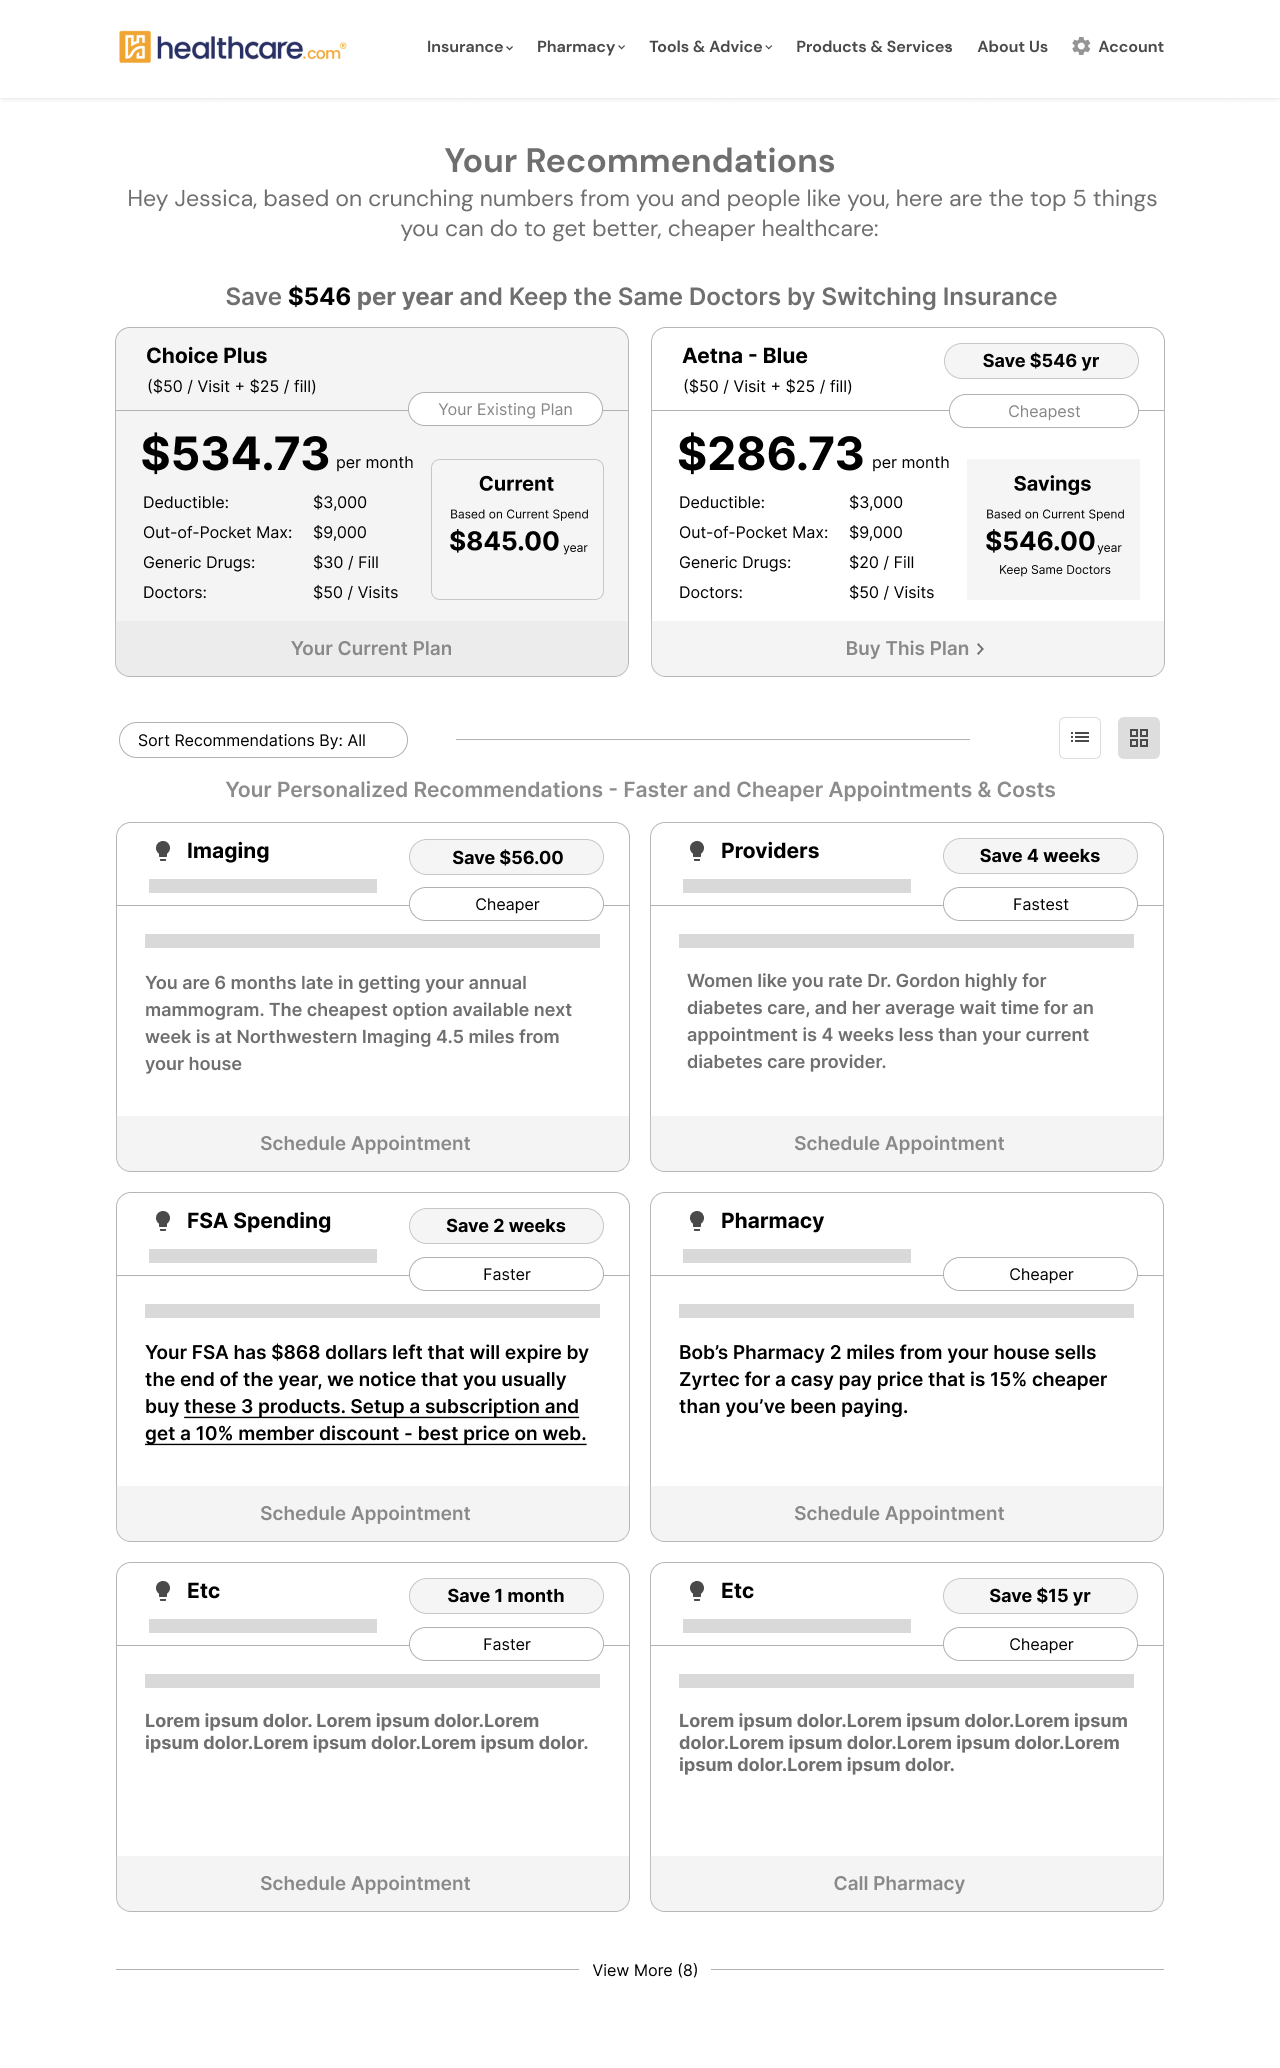 healthcare.com®
Insurance
Pharmacy
Tools & Advice
Products & Services
About Us
Account
Your Recommendations
Hey Jessica, based on crunching numbers from you and people like you, here are the top 5 things
you can do to get better, cheaper healthcare:
Save $546 per year and Keep the Same Doctors by Switching Insurance
Choice Plus
($50 / Visit + $25 / fill)
Your Existing Plan
$534.73 per month
Deductible: $3,000
Out-of-Pocket Max: $9,000
Generic Drugs: $30 / Fill
Doctors: $50 / Visits
Current
Based on Current Spend
$845.00 year
Your Current Plan
Aetna - Blue
($50 / Visit + $25 / fill)
Save $546 yr
Cheapest
$286.73 per month
Deductible: $3,000
Out-of-Pocket Max: $9,000
Generic Drugs: $20 / Fill
Doctors: $50 / Visits
Savings
Based on Current Spend
$546.00 year
Keep Same Doctors
Buy This Plan >
Sort Recommendations By: All
Your Personalized Recommendations - Faster and Cheaper Appointments & Costs
Imaging
Save $56.00
Cheaper
You are 6 months late in getting your annual
mammogram. The cheapest option available next
week is at Northwestern Imaging 4.5 miles from
your house
Schedule Appointment
Providers
Save 4 weeks
Fastest
Women like you rate Dr. Gordon highly for
diabetes care, and her average wait time for an
appointment is 4 weeks less than your current
diabetes care provider.
Schedule Appointment
FSA Spending
Save 2 weeks
Faster
Your FSA has $868 dollars left that will expire by
the end of the year, we notice that you usually
buy these 3 products. Setup a subscription and
get a 10% member discount - best price on web.
Schedule Appointment
Pharmacy
Cheaper
Bob’s Pharmacy 2 miles from your house sells
Zyrtec for a casy pay price that is 15% cheaper
than you’ve been paying.
Schedule Appointment
Etc
Save 1 month
Faster
Lorem ipsum dolor. Lorem ipsum dolor.Lorem
ipsum dolor.Lorem ipsum dolor.Lorem ipsum dolor.
Schedule Appointment
Etc
Save $15 yr
Cheaper
Lorem ipsum dolor.Lorem ipsum dolor.Lorem ipsum
dolor.Lorem ipsum dolor.Lorem ipsum dolor.Lorem
ipsum dolor.Lorem ipsum dolor.
Call Pharmacy
View More (8)